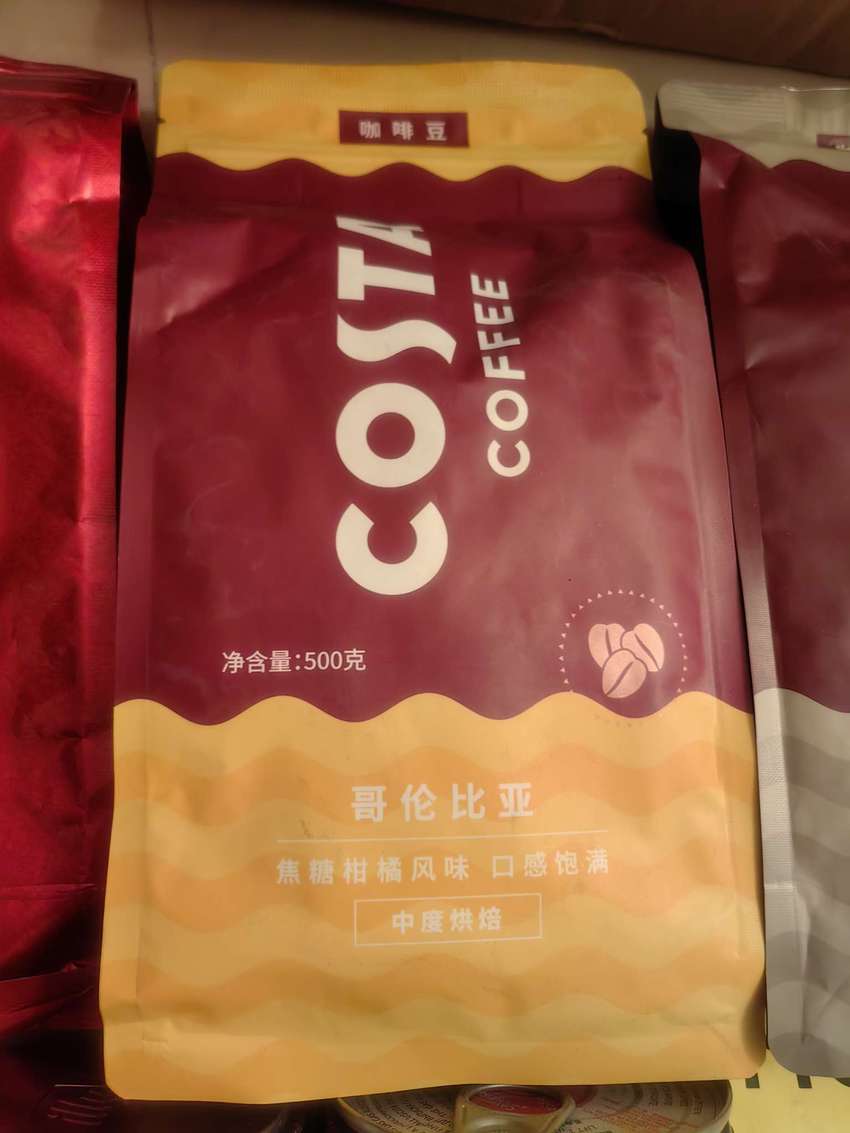 咖啡豆
COSTA
COFFEE
净含量:500克
哥伦比亚
焦糖柑橘风味 口感饱满
中度烘焙